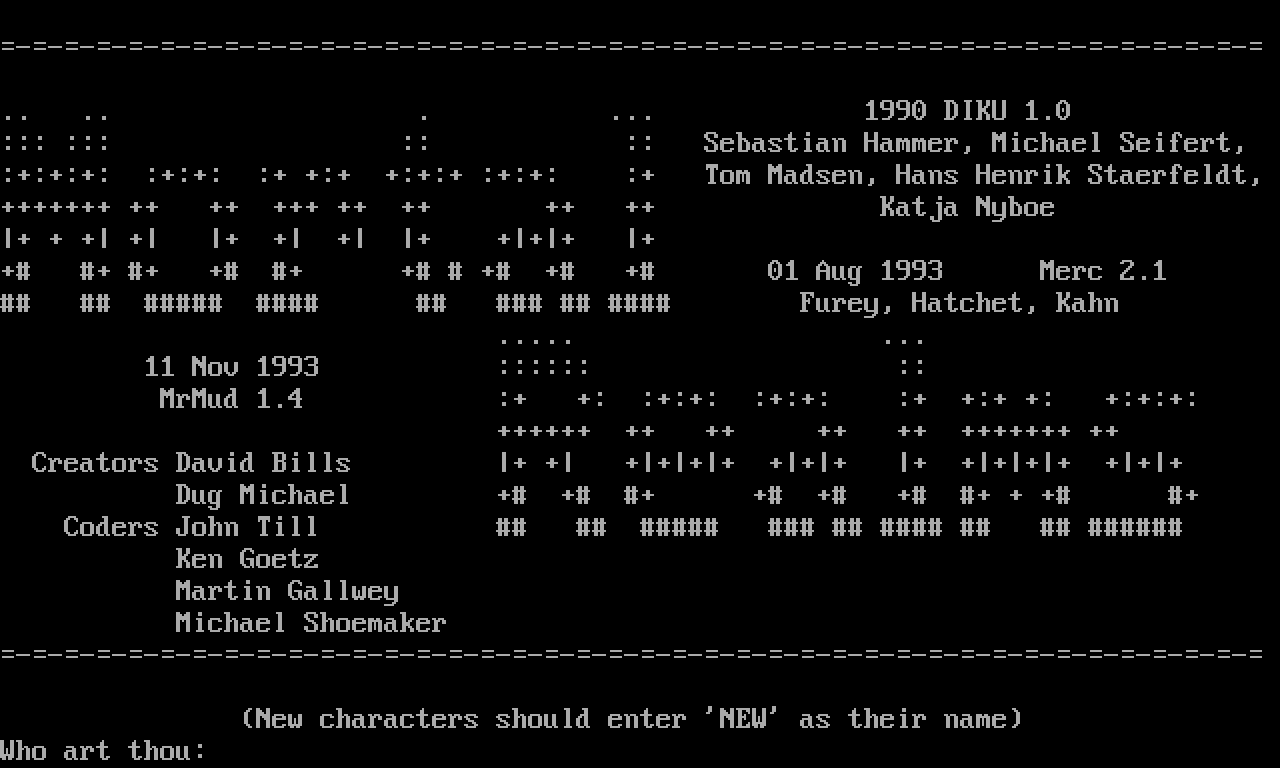 Mortal
1990 DIKU 1.0
Sebastian Hammer, Michael Seifert,
Tom Madsen, Hans Henrik Staerfeldt,
Katja Nyboe
01 Aug 1993 Merc 2.1
Furey, Hatchet, Kahn
11 Nov 1993
MrMud 1.4
Realms
Creators David Bills
Dug Michael
Coders John Till
Ken Goetz
Martin Gallwey
Michael Shoemaker
(New characters should enter 'NEW' as their name)
Who art thou: